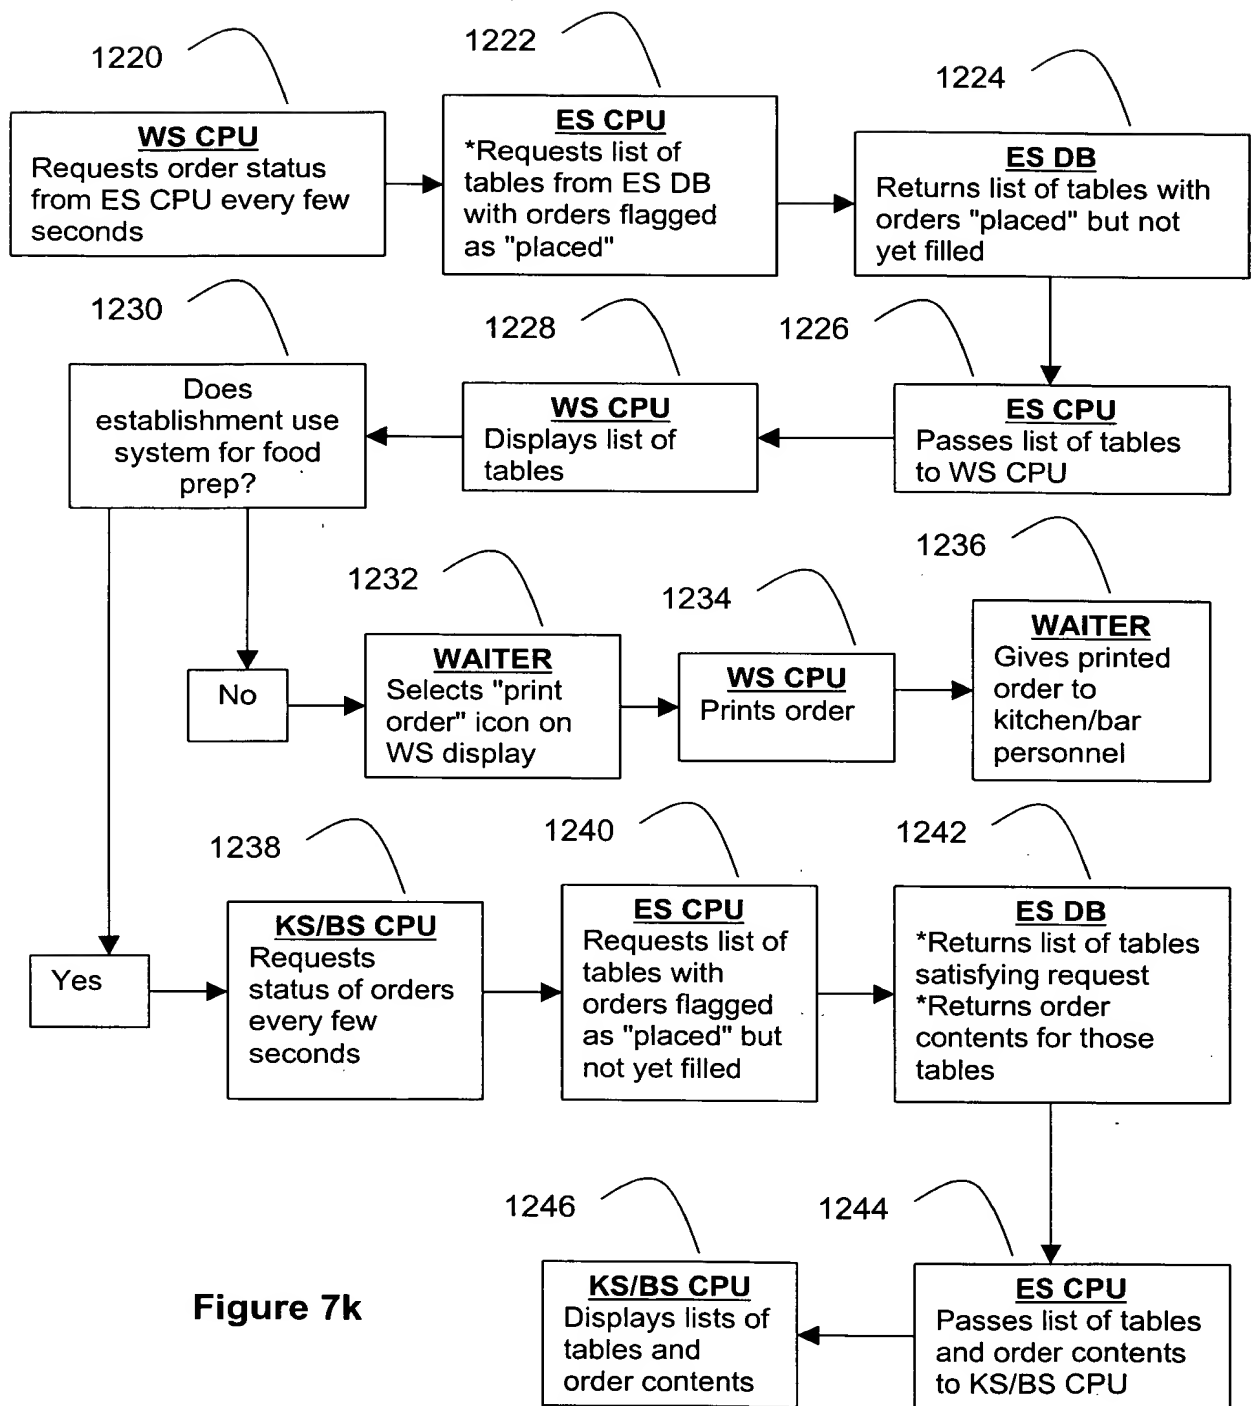 1220
1222
1224
WS CPU
Requests order status
from ES CPU every few
seconds
ES CPU
*Requests list of
tables from ES DB
with orders flagged
as "placed"
ES DB
Returns list of tables with
orders "placed" but not
yet filled
1230
1228
1226
Does
establishment use
system for food
prep?
WS CPU
Displays list of
tables
ES CPU
Passes list of tables
to WS CPU
1232
1234
1236
No
WAITER
Selects "print
order" icon on
WS display
WS CPU
Prints order
WAITER
Gives printed
order to
kitchen/bar
personnel
1238
1240
1242
Yes
KS/BS CPU
Requests
status of orders
every few
seconds
ES CPU
Requests list of
tables with
orders flagged
as "placed" but
not yet filled
ES DB
*Returns list of tables
satisfying request
*Returns order
contents for those
tables
1246
1244
KS/BS CPU
Displays lists of
tables and
order contents
ES CPU
Passes list of tables
and order contents
to KS/BS CPU
Figure 7k